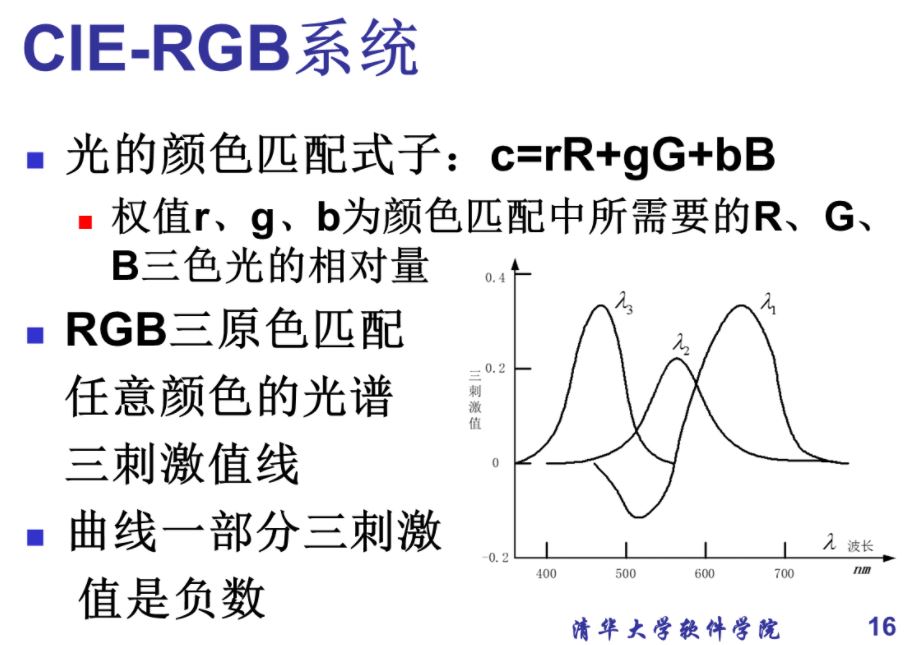 CIE-RGB系统
光的颜色匹配式子：c=rR+gG+bB
权值r、g、b为颜色匹配中所需要的R、G、
B三色光的相对量
RGB三原色匹配
任意颜色的光谱
三刺激值线
曲线一部分三刺激
值是负数
0.4
λ3
λ1
λ2
0.2
三刺激值
0
-0.2
400
500
600
700
λ 波长
nm
清华大学软件学院
16